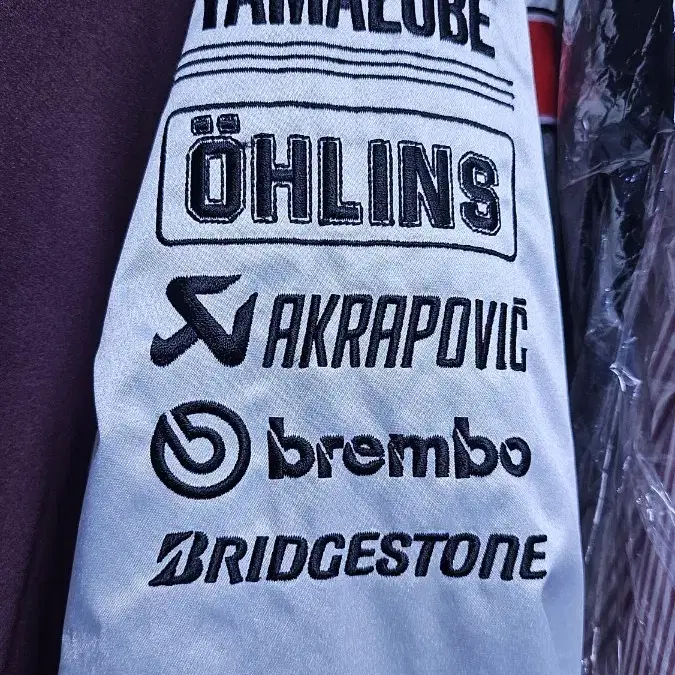 YAMALUBE
ÖHLINS
AKRAPOVIČ
brembo
BRIDGESTONE